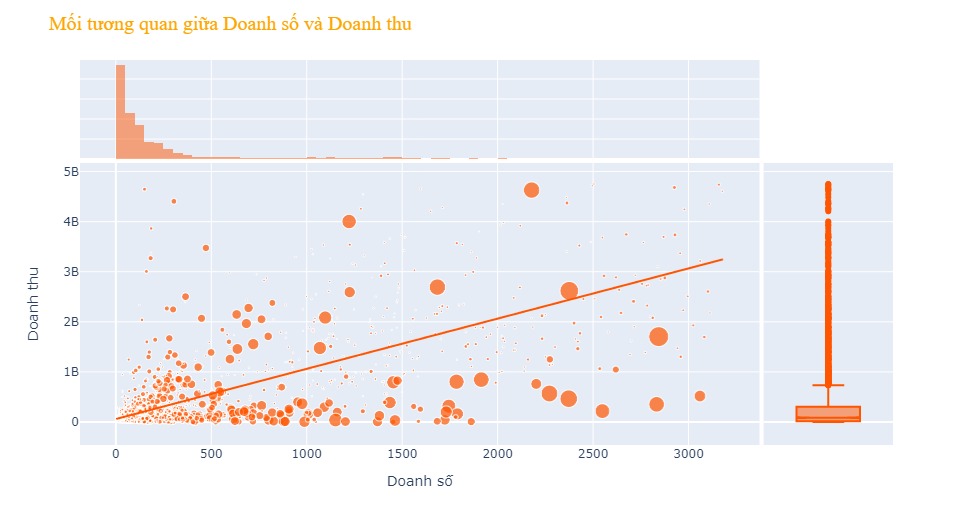 Mối tương quan giữa Doanh số và Doanh thu
5B
4B
3B
2B
1B
0
Doanh thu
0 500 1000 1500 2000 2500 3000
Doanh số